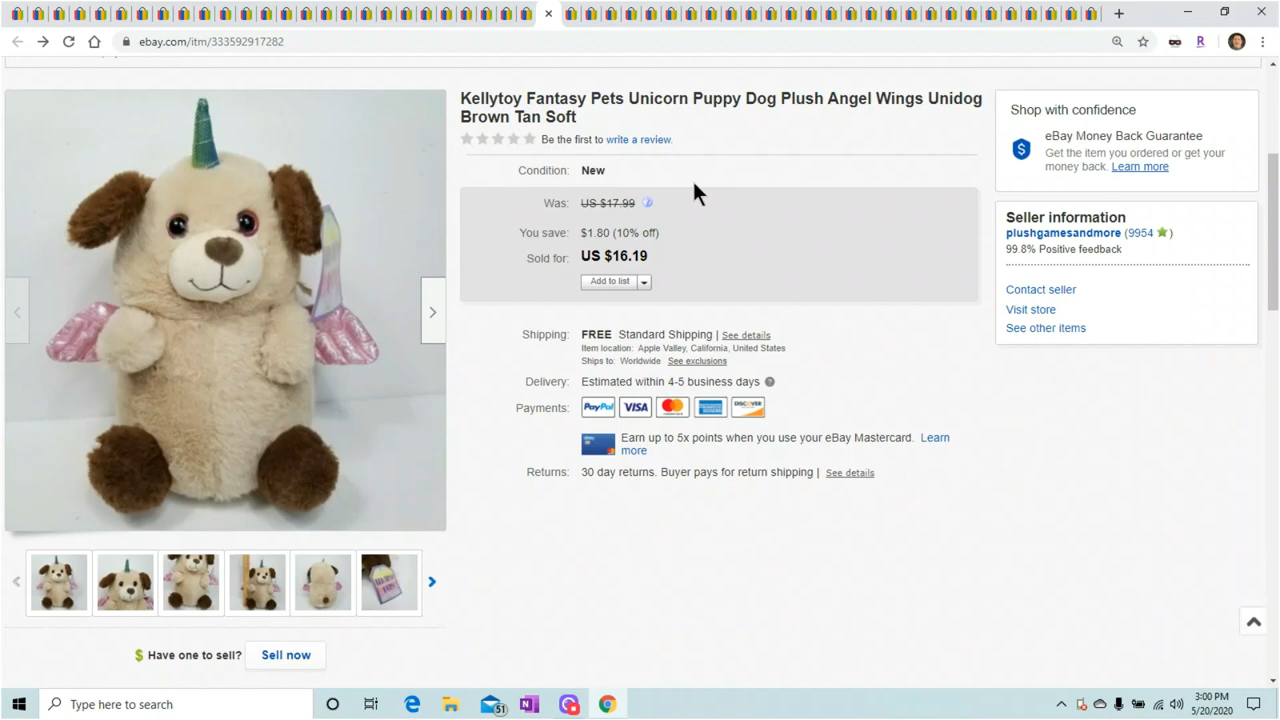 ebay.com/itm/333592917282
Kellytoy Fantasy Pets Unicorn Puppy Dog Plush Angel Wings Unidog
Brown Tan Soft
Be the first to write a review.
Condition: New
Was: US $17.99
You save: $1.80 (10% off)
Sold for: US $16.19
Add to list
Shipping: FREE Standard Shipping | See details
Item location: Apple Valley, California, United States
Ships to: Worldwide See exclusions
Delivery: Estimated within 4-5 business days
Payments: PayPal VISA MasterCard AMERICAN EXPRESS DISCOVER
Earn up to 5x points when you use your eBay Mastercard. Learn
more
Returns: 30 day returns. Buyer pays for return shipping | See details
Shop with confidence
eBay Money Back Guarantee
Get the item you ordered or get your
money back. Learn more
Seller information
plushgamesandmore (9954 )
99.8% Positive feedback
Contact seller
Visit store
See other items
$ Have one to sell? Sell now
Type here to search
51
3:00 PM
5/20/2020